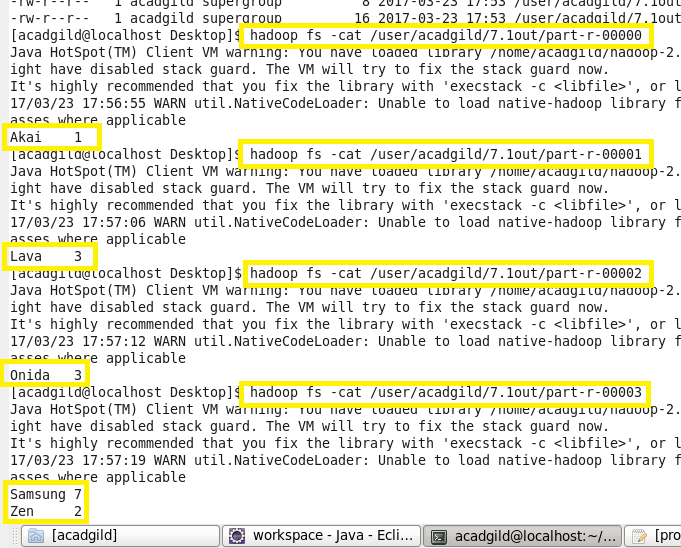 -rw-r--r-- 1 acadgild supergroup 8 2017-03-23 17:53 /user/acadgild/7.1out
-rw-r--r-- 1 acadgild supergroup 16 2017-03-23 17:53 /user/acadgild/7.1out
[acadgild@localhost Desktop]$ hadoop fs -cat /user/acadgild/7.1out/part-r-00000
Java HotSpot(TM) Client VM warning: You have loaded library /home/acadgild/hadoop-2.
ight have disabled stack guard. The VM will try to fix the stack guard now.
It's highly recommended that you fix the library with 'execstack -c <libfile>', or l
17/03/23 17:56:55 WARN util.NativeCodeLoader: Unable to load native-hadoop library f
asses where applicable
Akai 1
[acadgild@localhost Desktop]$ hadoop fs -cat /user/acadgild/7.1out/part-r-00001
Java HotSpot(TM) Client VM warning: You have loaded library /home/acadgild/hadoop-2.
ight have disabled stack guard. The VM will try to fix the stack guard now.
It's highly recommended that you fix the library with 'execstack -c <libfile>', or l
17/03/23 17:57:06 WARN util.NativeCodeLoader: Unable to load native-hadoop library f
asses where applicable
Lava 3
[acadgild@localhost Desktop]$ hadoop fs -cat /user/acadgild/7.1out/part-r-00002
Java HotSpot(TM) Client VM warning: You have loaded library /home/acadgild/hadoop-2.
ight have disabled stack guard. The VM will try to fix the stack guard now.
It's highly recommended that you fix the library with 'execstack -c <libfile>', or l
17/03/23 17:57:12 WARN util.NativeCodeLoader: Unable to load native-hadoop library f
asses where applicable
Onida 3
[acadgild@localhost Desktop]$ hadoop fs -cat /user/acadgild/7.1out/part-r-00003
Java HotSpot(TM) Client VM warning: You have loaded library /home/acadgild/hadoop-2.
ight have disabled stack guard. The VM will try to fix the stack guard now.
It's highly recommended that you fix the library with 'execstack -c <libfile>', or l
17/03/23 17:57:19 WARN util.NativeCodeLoader: Unable to load native-hadoop library f
asses where applicable
Samsung 7
Zen 2
[acadgild] workspace - Java - Ecli... acadgild@localhost:~/... [pro